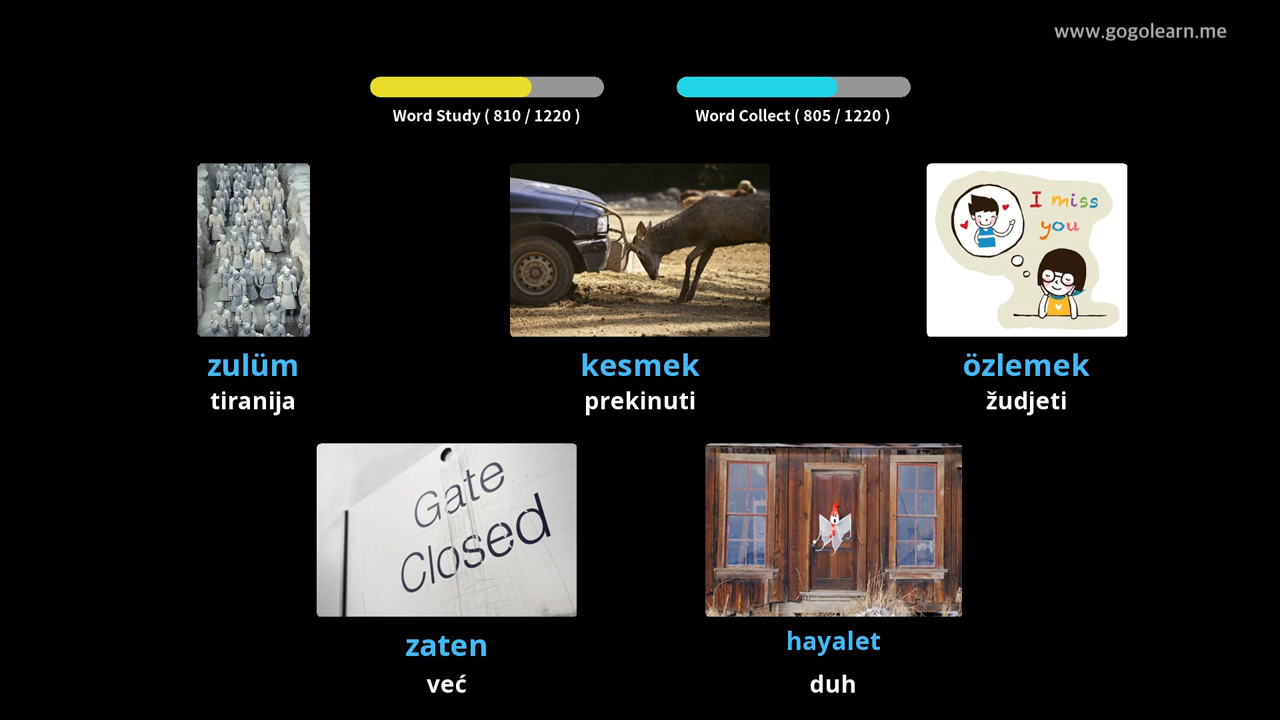 www.gogolearn.me
Word Study ( 810 / 1220 )
Word Collect ( 805 / 1220 )
I miss
you
zulüm
kesmek
özlemek
tiranija
prekinuti
žudjeti
Gate
Closed
zaten
hayalet
već
duh